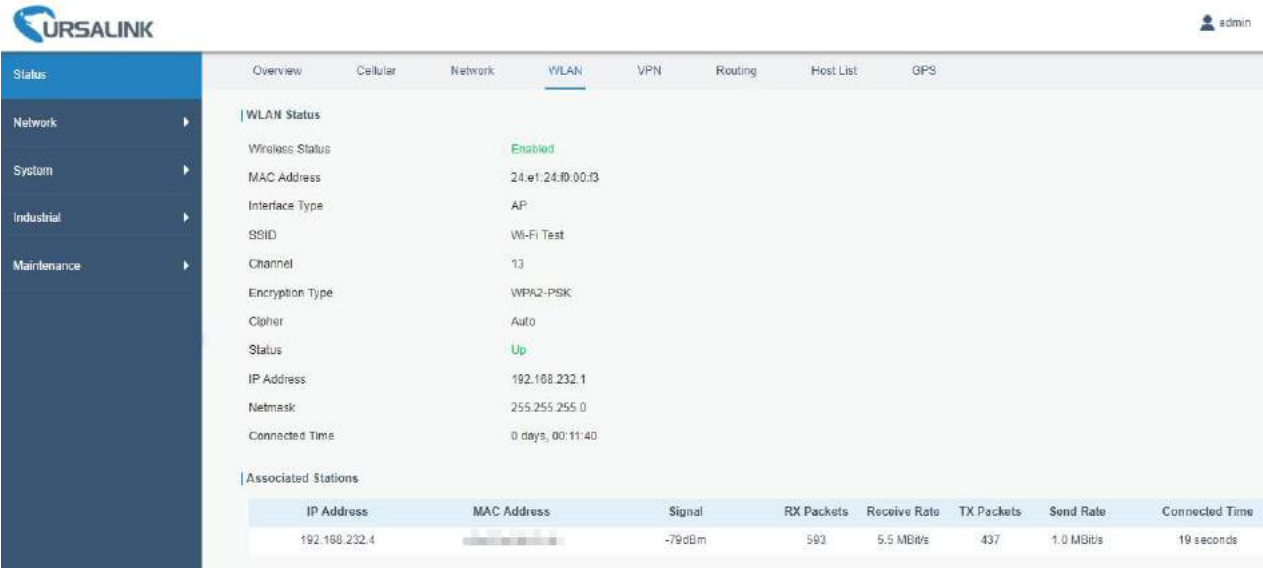 URSALINK
admin
Status
Overview Cellular Network WLAN VPN Routing Host List GPS
WLAN Status
Network
Wireless Status Enabled
System
MAC Address 24:e1:24:f0:00:f3
Interface Type AP
Industrial
SSID Wi-Fi Test
Maintenance
Channel 13
Encryption Type WPA2-PSK
Cipher Auto
Status Up
IP Address 192.168.232.1
Netmask 255.255.255.0
Connected Time 0 days, 00:11:40
Associated Stations
IP Address MAC Address Signal RX Packets Receive Rate TX Packets Send Rate Connected Time
192.168.232.4 -79dBm 593 5.5 MBit/s 437 1.0 MBit/s 19 seconds